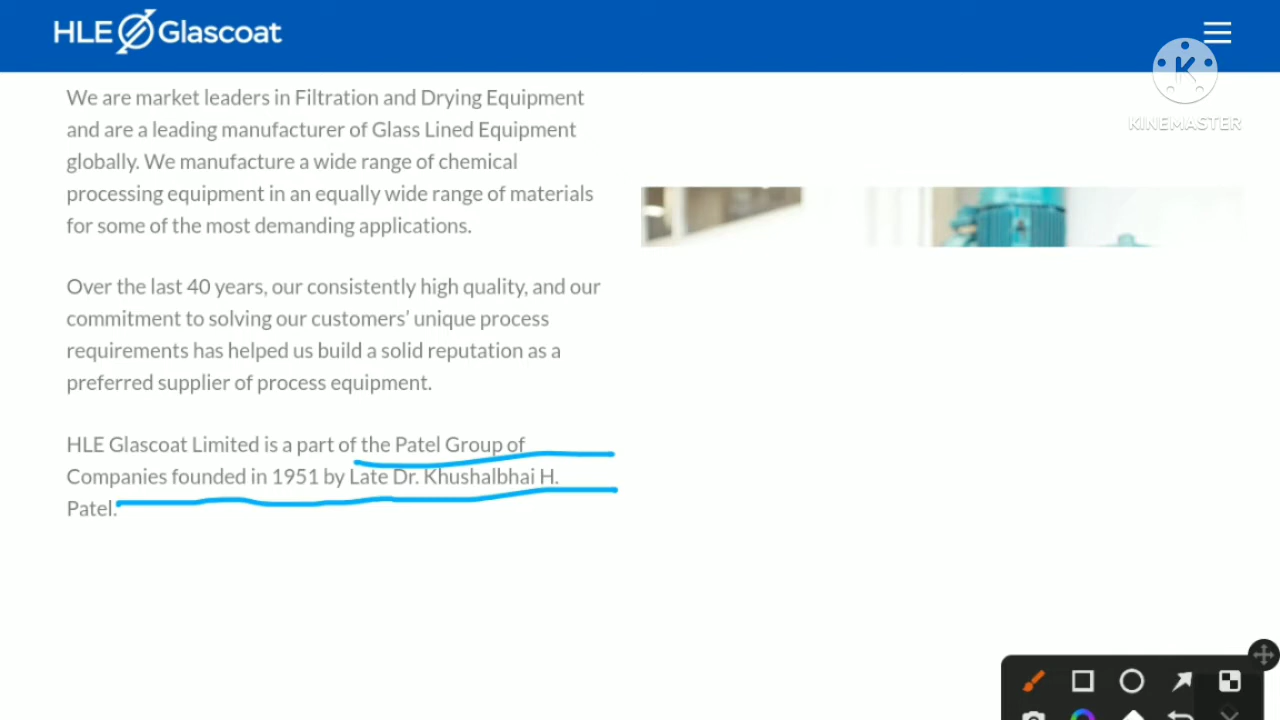 HLE Glascoat
KINEMASTER
We are market leaders in Filtration and Drying Equipment
and are a leading manufacturer of Glass Lined Equipment
globally. We manufacture a wide range of chemical
processing equipment in an equally wide range of materials
for some of the most demanding applications.
Over the last 40 years, our consistently high quality, and our
commitment to solving our customers' unique process
requirements has helped us build a solid reputation as a
preferred supplier of process equipment.
HLE Glascoat Limited is a part of the Patel Group of
Companies founded in 1951 by Late Dr. Khushalbhai H.
Patel.